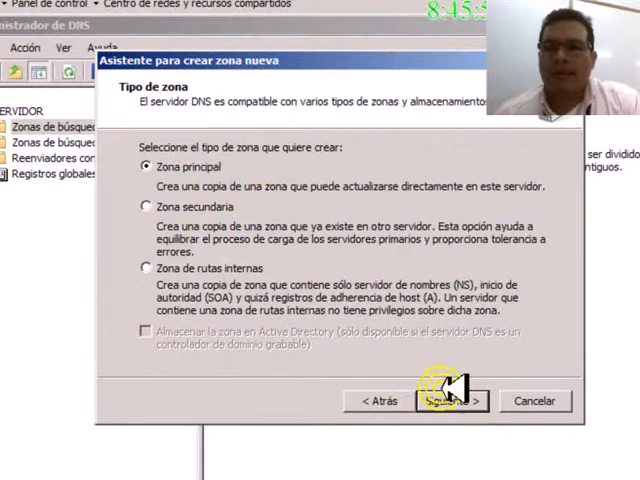 Panel de control
Centro de redes y recursos compartidos
8:45:5
ministrador de DNS
Acción Ver Ayuda
Asistente para crear zona nueva
Tipo de zona
El servidor DNS es compatible con varios tipos de zonas y almacenamientos
ERVIDOR
Zonas de búsqued
Zonas de búsqued
Reenviadores con
Registros globales
ser dividido
ntiguos.
Seleccione el tipo de zona que quiere crear:
Zona principal
Crea una copia de una zona que puede actualizarse directamente en este servidor.
Zona secundaria
Crea una copia de una zona que ya existe en otro servidor. Esta opción ayuda a
equilibrar el proceso de carga de los servidores primarios y proporciona tolerancia a
errores.
Zona de rutas internas
Crea una copia de zona que contiene sólo servidor de nombres (NS), inicio de
autoridad (SOA) y quizá registros de adherencia de host (A). Un servidor que
contiene una zona de rutas internas no tiene privilegios sobre dicha zona.
Almacenar la zona en Active Directory (sólo disponible si el servidor DNS es un
controlador de dominio grabable)
< Atrás
Siguiente >
Cancelar